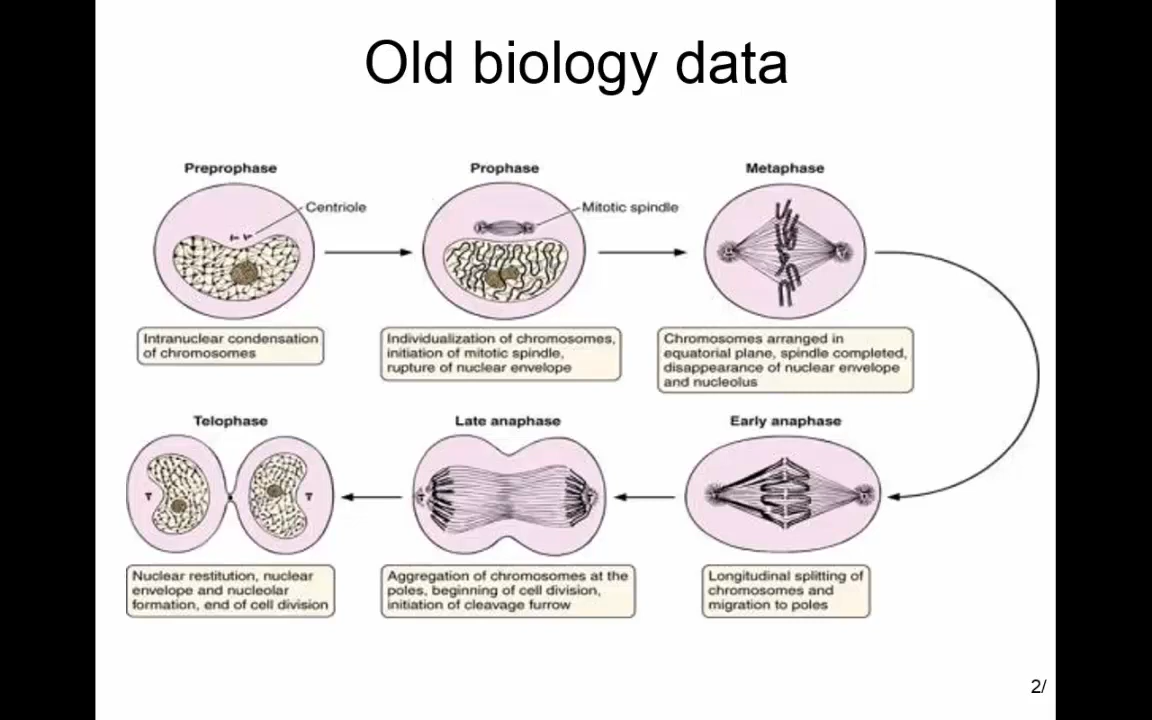 Old biology data
Preprophase
Prophase
Metaphase
Centriole
Mitotic spindle
Intranuclear condensation
of chromosomes
Individualization of chromosomes,
initiation of mitotic spindle,
rupture of nuclear envelope
Chromosomes arranged in
equatorial plane, spindle completed,
disappearance of nuclear envelope
and nucleolus
Telophase
Late anaphase
Early anaphase
Nuclear restitution, nuclear
envelope and nucleolar
formation, end of cell division
Aggregation of chromosomes at the
poles, beginning of cell division,
initiation of cleavage furrow
Longitudinal splitting of
chromosomes and
migration to poles
2/